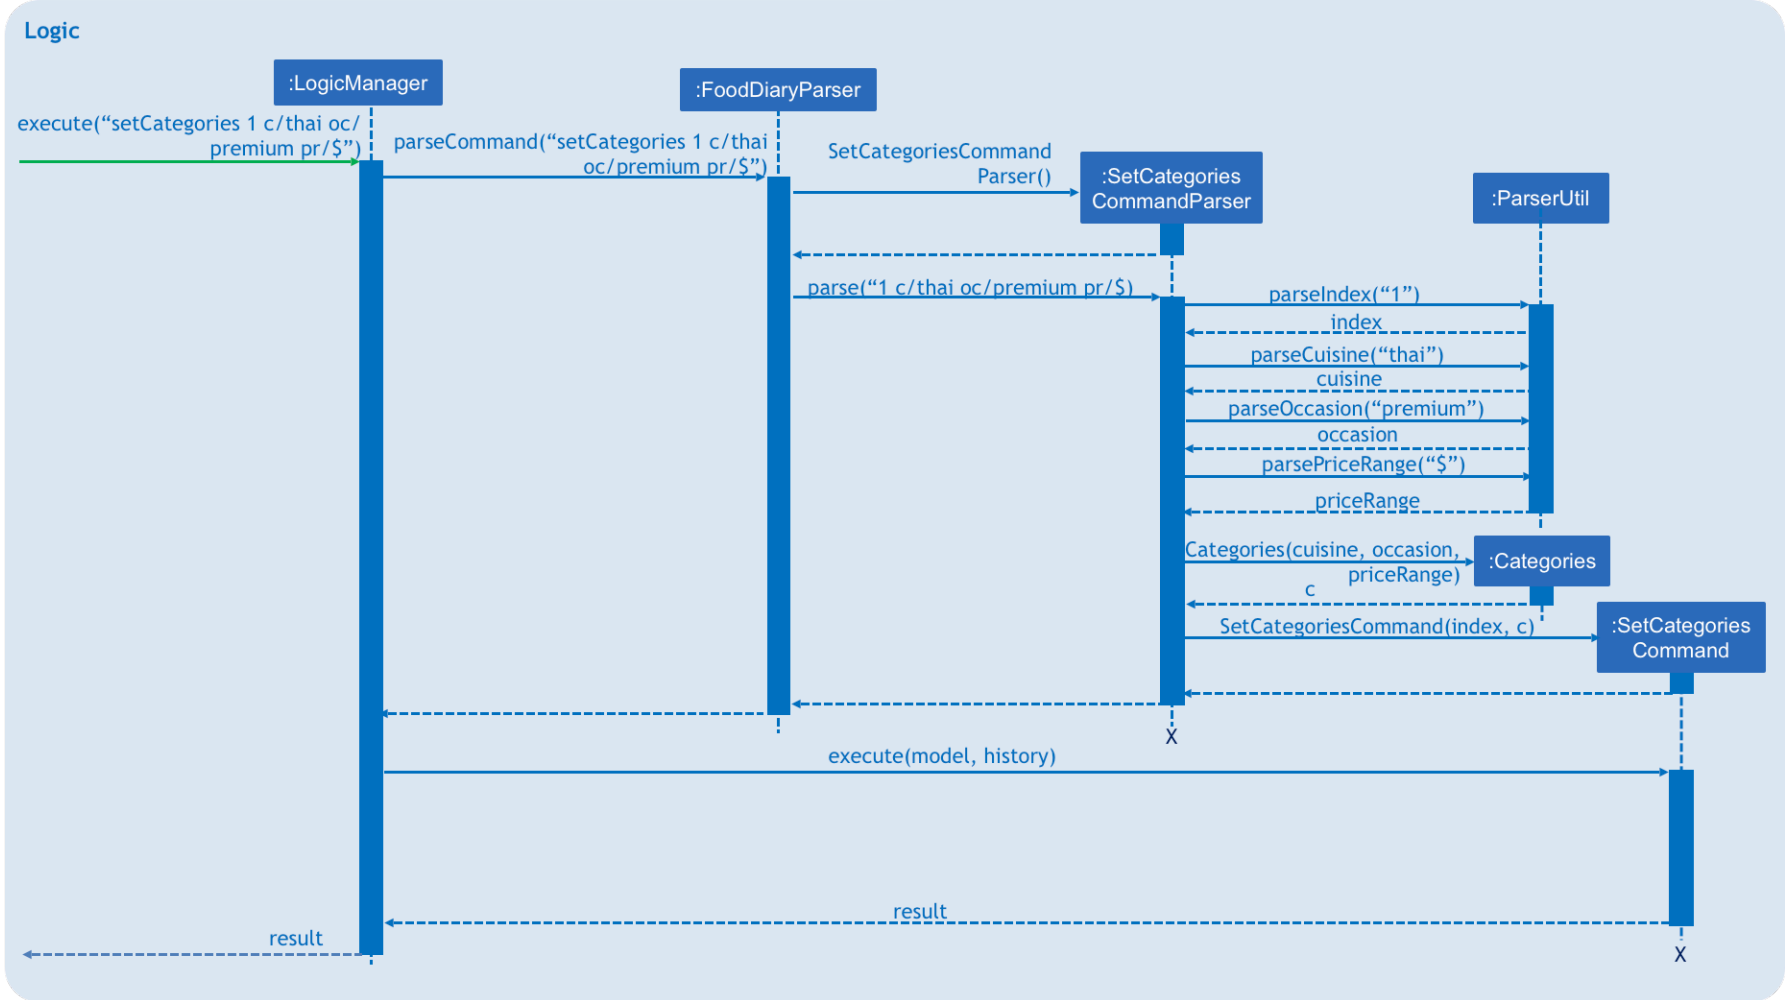 Logic
:LogicManager
:FoodDiaryParser
execute(“setCategories 1 c/thai oc/
premium pr/$”)
parseCommand(“setCategories 1 c/thai
oc/premium pr/$”)
SetCategoriesCommand
Parser()
:SetCategories
CommandParser
:ParserUtil
parse(“1 c/thai oc/premium pr/$)
parseIndex(“1”)
index
parseCuisine(“thai”)
cuisine
parseOccasion(“premium”)
occasion
parsePriceRange(“$”)
priceRange
Categories(cuisine, occasion,
priceRange)
:Categories
c
SetCategoriesCommand(index, c)
:SetCategories
Command
X
execute(model, history)
result
result
X